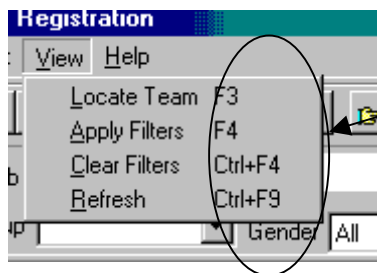 Registration
View Help
Locate Team F3
Apply Filters F4
Clear Filters Ctrl+F4
Refresh Ctrl+F9
Gender All